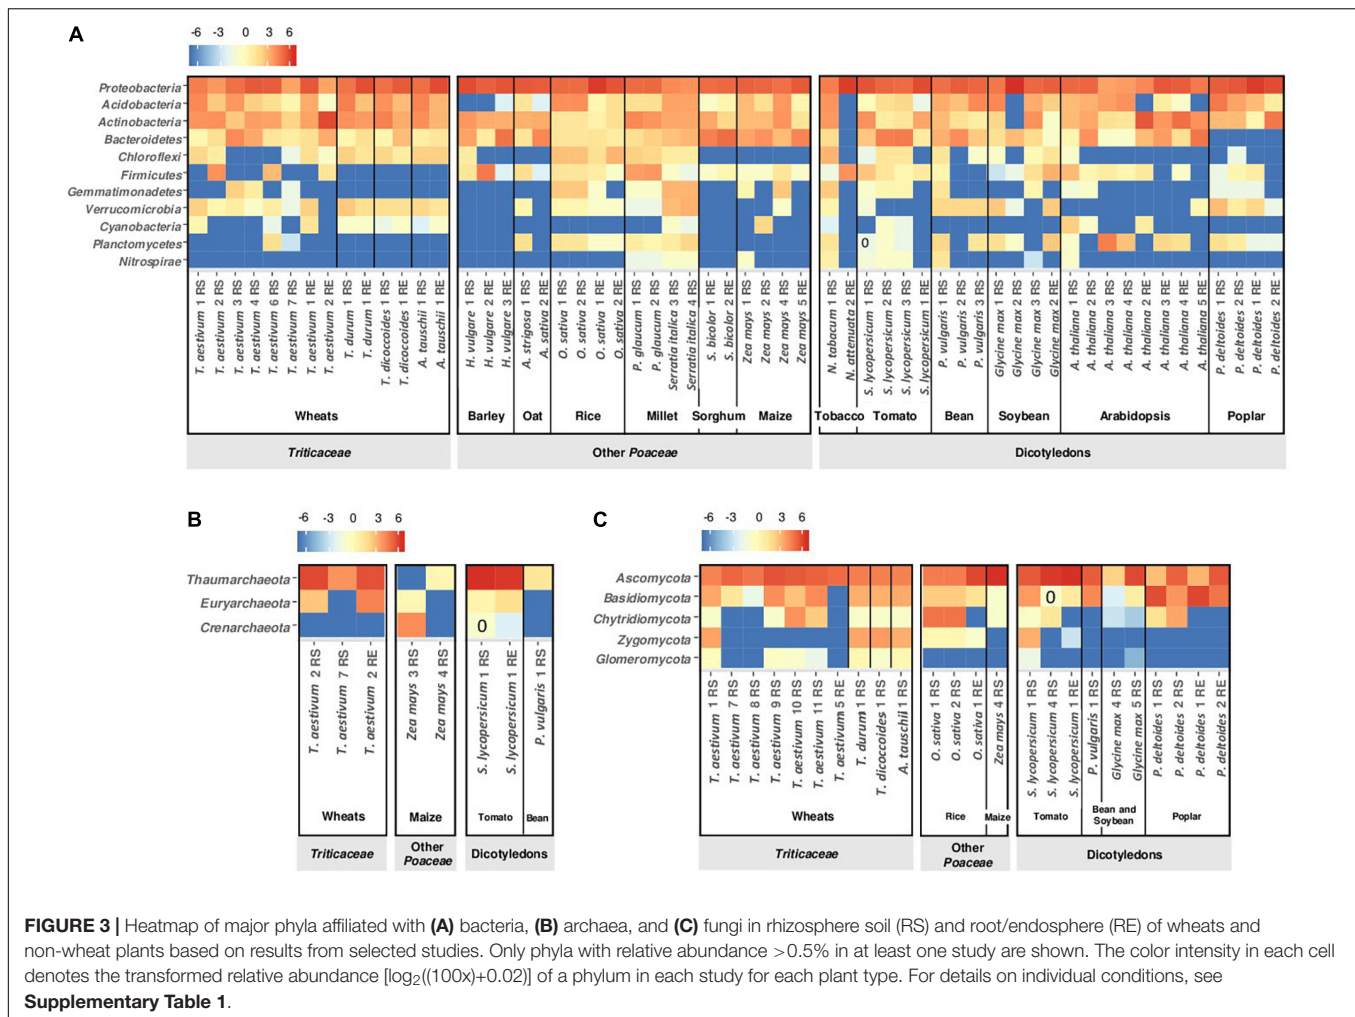 A
-6 -3 0 3 6
Proteobacteria
Acidobacteria
Actinobacteria
Bacteroidetes
Chloroflexi
Firmicutes
Gemmatimonadetes
Verrucomicrobia
Cyanobacteria
Planctomycetes
Nitrospirae
0
T. aestivum 1 RS
T. aestivum 2 RS
T. aestivum 3 RS
T. aestivum 4 RS
T. aestivum 6 RS
T. aestivum 7 RS
T. aestivum 1 RE
T. aestivum 2 RE
T. durum 1 RS
T. durum 1 RE
T. dicoccoides 1 RS
T. dicoccoides 1 RE
A. tauschii 1 RS
A. tauschii 1 RE
H. vulgare 1 RS
H. vulgare 2 RE
H. vulgare 3 RE
A. strigosa 1 RS
A. sativa 2 RE
O. sativa 1 RS
O. sativa 2 RS
O. sativa 1 RE
O. sativa 2 RE
P. glaucum 1 RS
P. glaucum 2 RS
Serratia italica 3 RS
Serratia italica 4 RS
S. bicolor 1 RE
S. bicolor 2 RE
Zea mays 1 RS
Zea mays 2 RS
Zea mays 4 RS
Zea mays 5 RE
N. tabacum 1 RS
N. attenuata 2 RE
S. lycopersicum 1 RS
S. lycopersicum 2 RS
S. lycopersicum 3 RS
S. lycopersicum 1 RE
P. vulgaris 1 RS
P. vulgaris 2 RS
P. vulgaris 3 RS
Glycine max 1 RS
Glycine max 2 RS
Glycine max 3 RS
Glycine max 2 RE
A. thaliana 1 RS
A. thaliana 2 RS
A. thaliana 3 RS
A. thaliana 4 RS
A. thaliana 2 RE
A. thaliana 3 RE
A. thaliana 4 RE
A. thaliana 5 RE
P. deltoides 1 RS
P. deltoides 2 RS
P. deltoides 1 RE
P. deltoides 2 RE
Wheats Barley Oat Rice Millet Sorghum Maize Tobacco Tomato Bean Soybean Arabidopsis Poplar
Triticaceae Other Poaceae Dicotyledons
B
-6 -3 0 3 6
Thaumarchaeota
Euryarchaeota
Crenarchaeota
0
T. aestivum 2 RS
T. aestivum 7 RS
T. aestivum 2 RE
Zea mays 3 RS
Zea mays 4 RS
S. lycopersicum 1 RS
S. lycopersicum 1 RE
P. vulgaris 1 RS
Wheats Maize Tomato Bean
Triticaceae Other Poaceae Dicotyledons
C
-6 -3 0 3 6
Ascomycota
Basidiomycota
Chytridiomycota
Zygomycota
Glomeromycota
0
T. aestivum 1 RS
T. aestivum 7 RS
T. aestivum 8 RS
T. aestivum 9 RS
T. aestivum 10 RS
T. aestivum 11 RS
T. aestivum 5 RE
T. durum 1 RS
T. dicoccoides 1 RS
A. tauschii 1 RS
O. sativa 1 RS
O. sativa 2 RS
O. sativa 1 RE
Zea mays 4 RS
S. lycopersicum 1 RS
S. lycopersicum 4 RS
S. lycopersicum 1 RE
P. vulgaris 1 RS
Glycine max 4 RS
Glycine max 5 RS
P. deltoides 1 RS
P. deltoides 2 RS
P. deltoides 1 RE
P. deltoides 2 RE
Wheats Rice Maize Tomato Bean and Soybean Poplar
Triticaceae Other Poaceae Dicotyledons
FIGURE 3 | Heatmap of major phyla affiliated with (A) bacteria, (B) archaea, and (C) fungi in rhizosphere soil (RS) and root/endosphere (RE) of wheats and
non-wheat plants based on results from selected studies. Only phyla with relative abundance >0.5% in at least one study are shown. The color intensity in each cell
denotes the transformed relative abundance [log2((100x)+0.02)] of a phylum in each study for each plant type. For details on individual conditions, see
Supplementary Table 1.